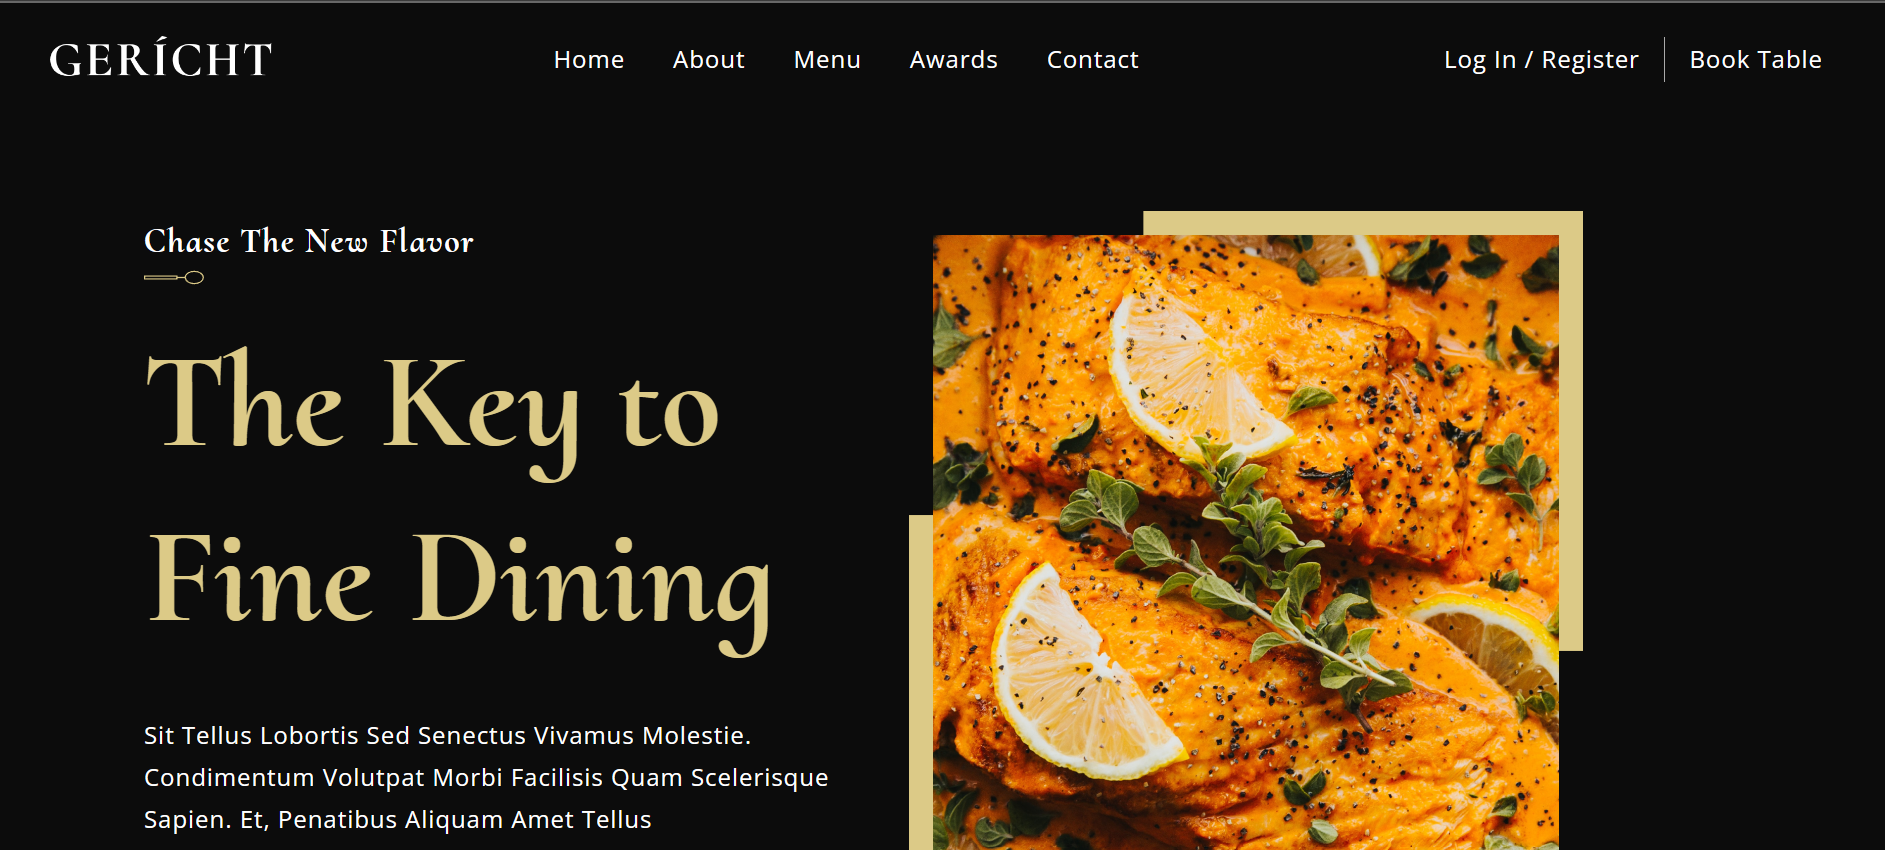 GERÍCHT
Home About Menu Awards Contact
Log In / Register Book Table
Chase The New Flavor
The Key to
Fine Dining
Sit Tellus Lobortis Sed Senectus Vivamus Molestie.
Condimentum Volutpat Morbi Facilisis Quam Scelerisque
Sapien. Et, Penatibus Aliquam Amet Tellus